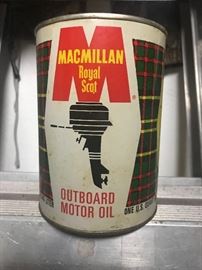 M
MACMILLAN
Royal
Scot
OUTBOARD
MOTOR OIL
ONE U.S. QUART